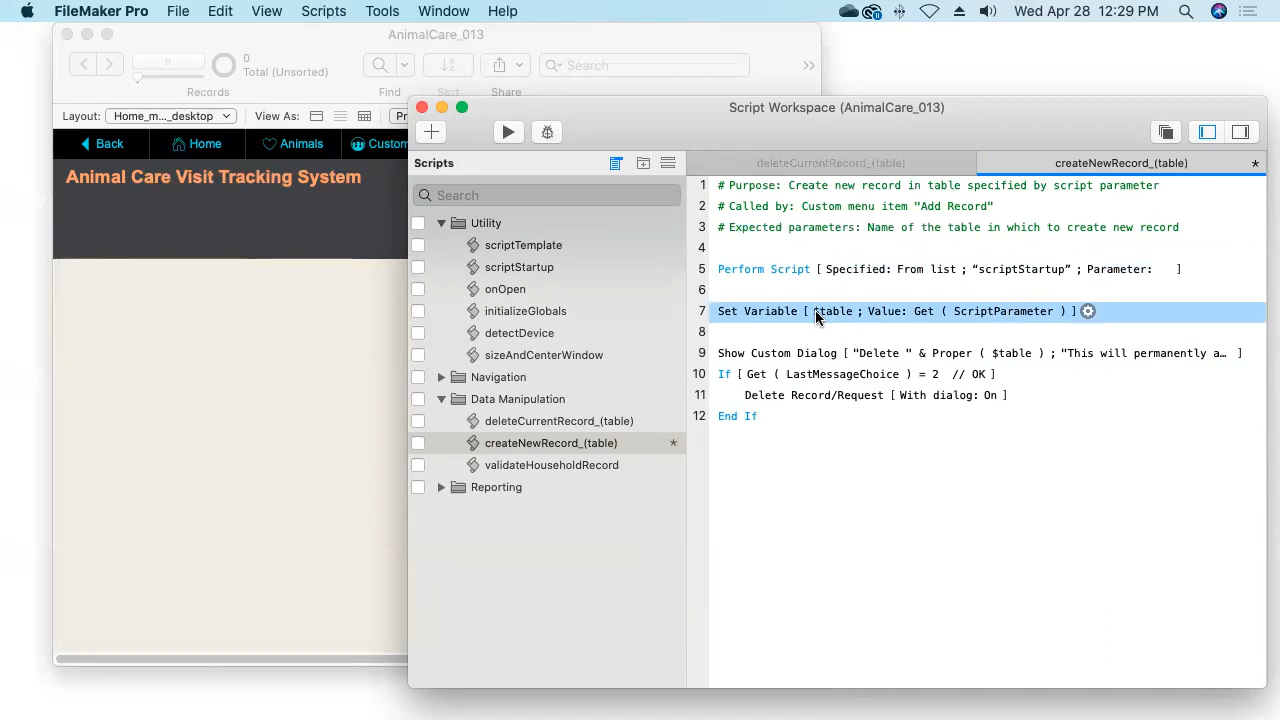 FileMaker Pro File Edit View Scripts Tools Window Help Wed Apr 28 12:29 PM
AnimalCare_013
0 0 Total (Unsorted)
Records Find Sort Share
Search
Layout: Home_m..._desktop View As: Pr
Back Home Animals Custom
Animal Care Visit Tracking System
Script Workspace (AnimalCare_013)
Scripts
Search
Utility
scriptTemplate
scriptStartup
onOpen
initializeGlobals
detectDevice
sizeAndCenterWindow
Navigation
Data Manipulation
deleteCurrentRecord_(table)
createNewRecord_(table) *
validateHouseholdRecord
Reporting
deleteCurrentRecord_(table) createNewRecord_(table) *
1 # Purpose: Create new record in table specified by script parameter
2 # Called by: Custom menu item "Add Record"
3 # Expected parameters: Name of the table in which to create new record
4
5 Perform Script [ Specified: From list ; “scriptStartup” ; Parameter: ]
6
7 Set Variable [ $table ; Value: Get ( ScriptParameter ) ]
8
9 Show Custom Dialog [ "Delete " & Proper ( $table ) ; "This will permanently a… ]
10 If [ Get ( LastMessageChoice ) = 2 // OK ]
11 Delete Record/Request [ With dialog: On ]
12 End If